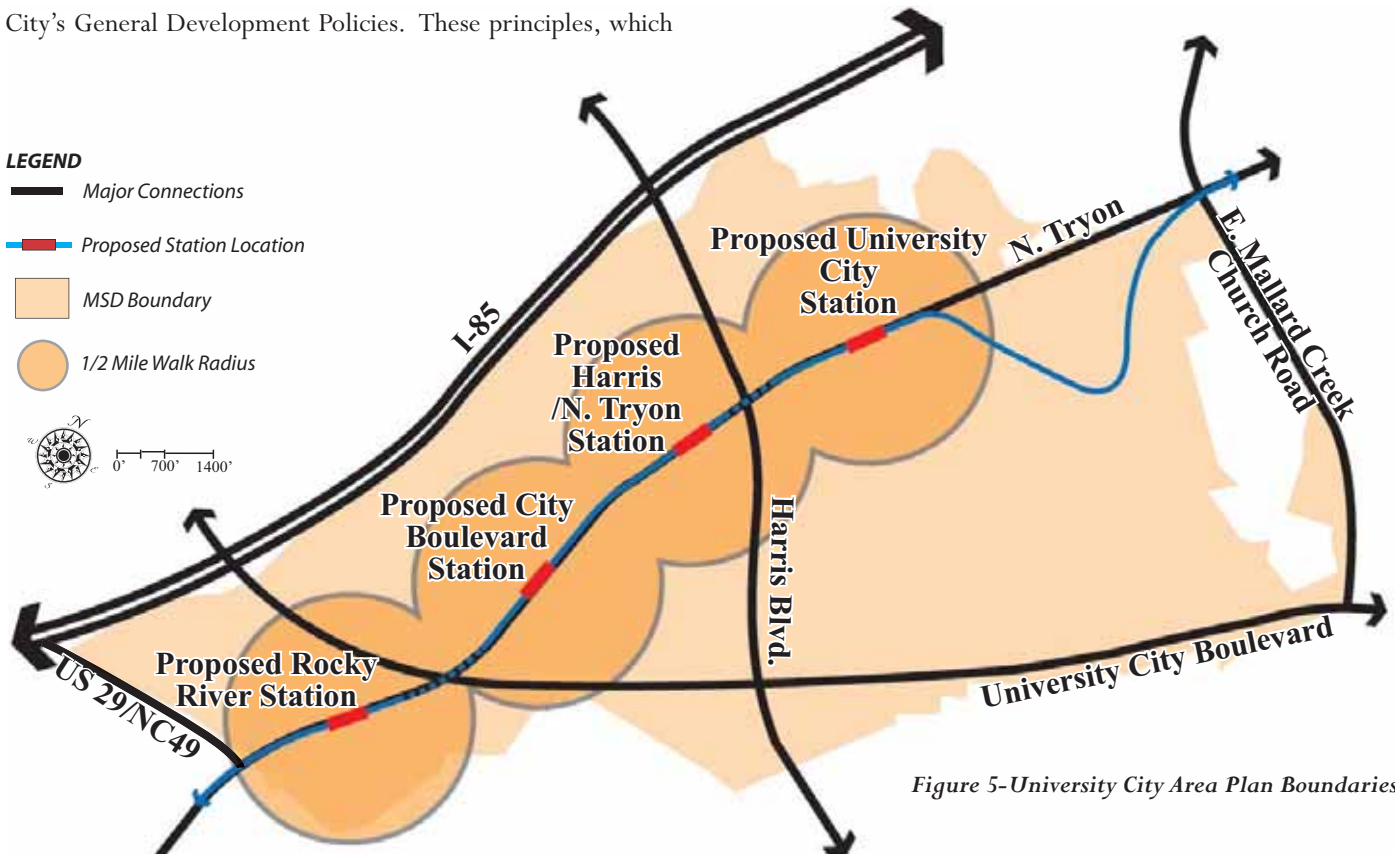 City's General Development Policies. These principles, which
LEGEND
Major Connections
Proposed Station Location
MSD Boundary
1/2 Mile Walk Radius
N
W
E
S
0' 700' 1400'
I-85
Proposed University
City
Station
N. Tryon
E. Mallard Creek
Church Road
Proposed
Harris
/N. Tryon
Station
Proposed City
Boulevard
Station
Harris Blvd.
Proposed Rocky
River Station
US 29/NC49
University City Boulevard
Figure 5-University City Area Plan Boundaries